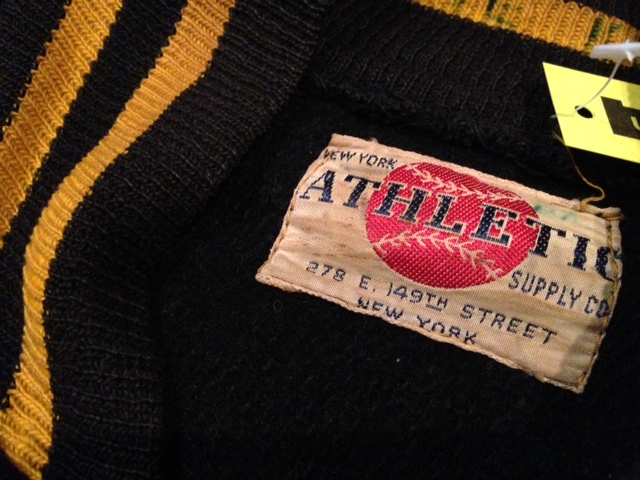 NEW YORK
ATHLETIC
SUPPLY CO
278 E. 149TH STREET
NEW YORK